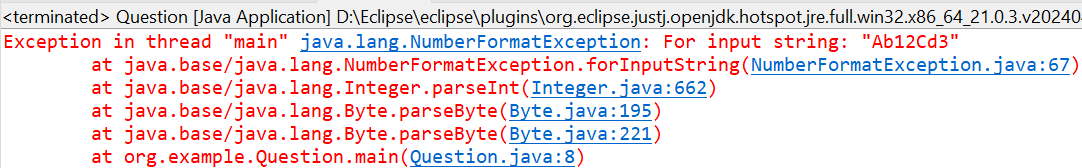 <terminated> Question [Java Application] D:\Eclipse\eclipse\plugins\org.eclipse.justj.openjdk.hotspot.jre.full.win32.x86_64_21.0.3.v20240
Exception in thread "main" java.lang.NumberFormatException: For input string: "Ab12Cd3"
at java.base/java.lang.NumberFormatException.forInputString(NumberFormatException.java:67)
at java.base/java.lang.Integer.parseInt(Integer.java:662)
at java.base/java.lang.Byte.parseByte(Byte.java:195)
at java.base/java.lang.Byte.parseByte(Byte.java:221)
at org.example.Question.main(Question.java:8)